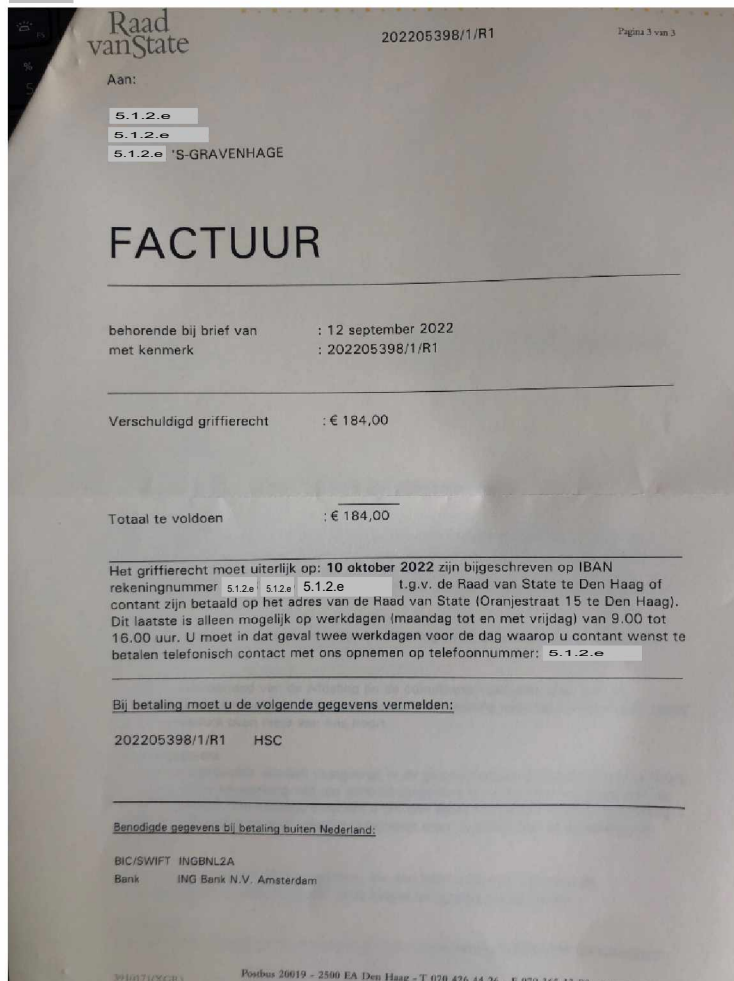 Raad
vanState
202205398/1/R1
Pagina 3 van 3
Aan:
5.1.2.e
5.1.2.e
5.1.2.e 'S-GRAVENHAGE
FACTUUR
behorende bij brief van : 12 september 2022
met kenmerk : 202205398/1/R1
Verschuldigd griffierecht : € 184,00
Totaal te voldoen : € 184,00
Het griffierecht moet uiterlijk op: 10 oktober 2022 zijn bijgeschreven op IBAN
rekeningnummer 5.1.2.e 5.1.2.e 5.1.2.e t.g.v. de Raad van State te Den Haag of
contant zijn betaald op het adres van de Raad van State (Oranjestraat 15 te Den Haag).
Dit laatste is alleen mogelijk op werkdagen (maandag tot en met vrijdag) van 9.00 tot
16.00 uur. U moet in dat geval twee werkdagen voor de dag waarop u contant wenst te
betalen telefonisch contact met ons opnemen op telefoonnummer: 5.1.2.e
Bij betaling moet u de volgende gegevens vermelden:
202205398/1/R1 HSC
Benodigde gegevens bij betaling buiten Nederland:
BIC/SWIFT INGBNL2A
Bank ING Bank N.V. Amsterdam
Postbus 20019 - 2500 EA Den Haag - T 070 426 44 26